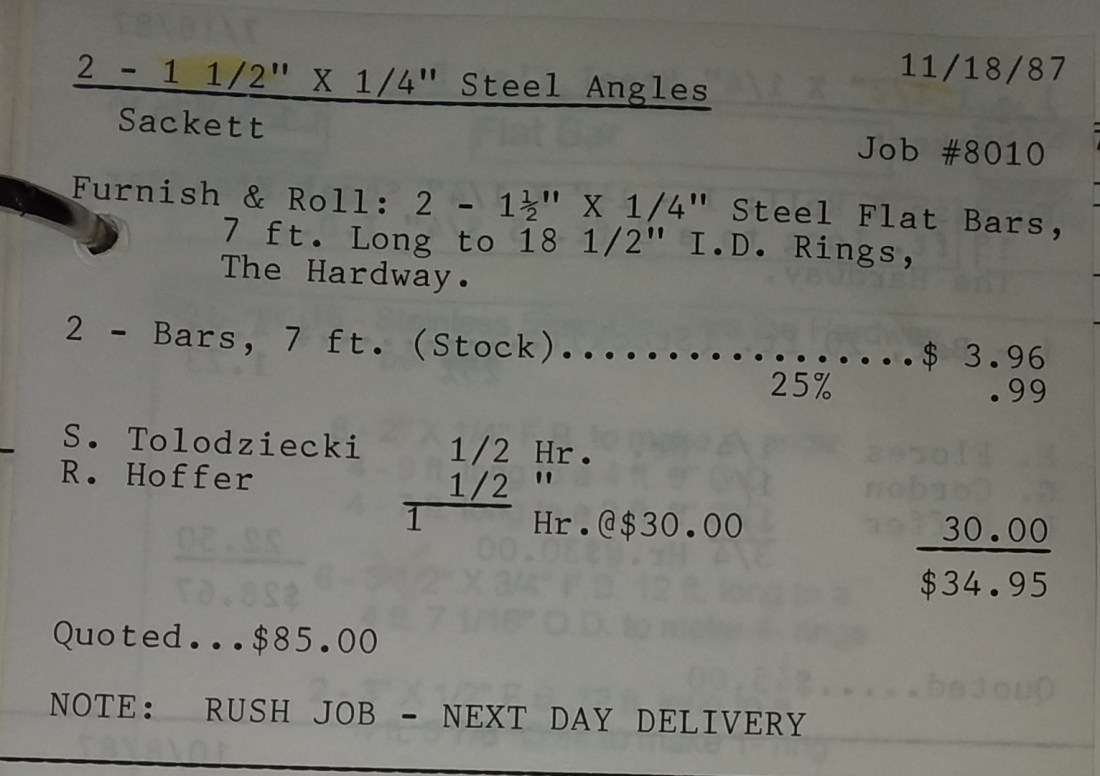 2 - 1 1/2" X 1/4" Steel Angles 11/18/87
Sackett
Job #8010
Furnish & Roll: 2 - 1½" X 1/4" Steel Flat Bars,
7 ft. Long to 18 1/2" I.D. Rings,
The Hardway.
2 - Bars, 7 ft. (Stock).................$ 3.96
25% .99
S. Tolodziecki 1/2 Hr.
R. Hoffer 1/2 "
1 Hr.@$30.00 30.00
$34.95
Quoted...$85.00
NOTE: RUSH JOB - NEXT DAY DELIVERY